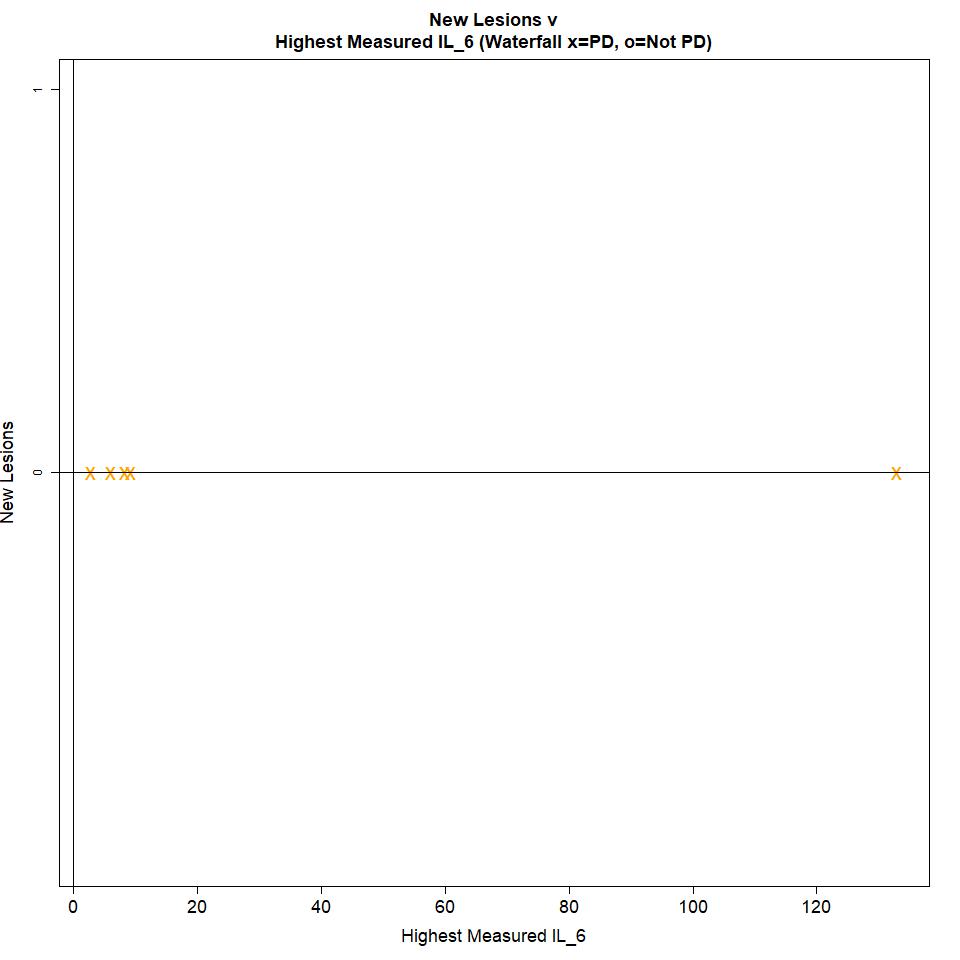 New Lesions v
Highest Measured IL_6 (Waterfall x=PD, o=Not PD)
1
New Lesions
0
X X X X X
0 20 40 60 80 100 120
Highest Measured IL_6